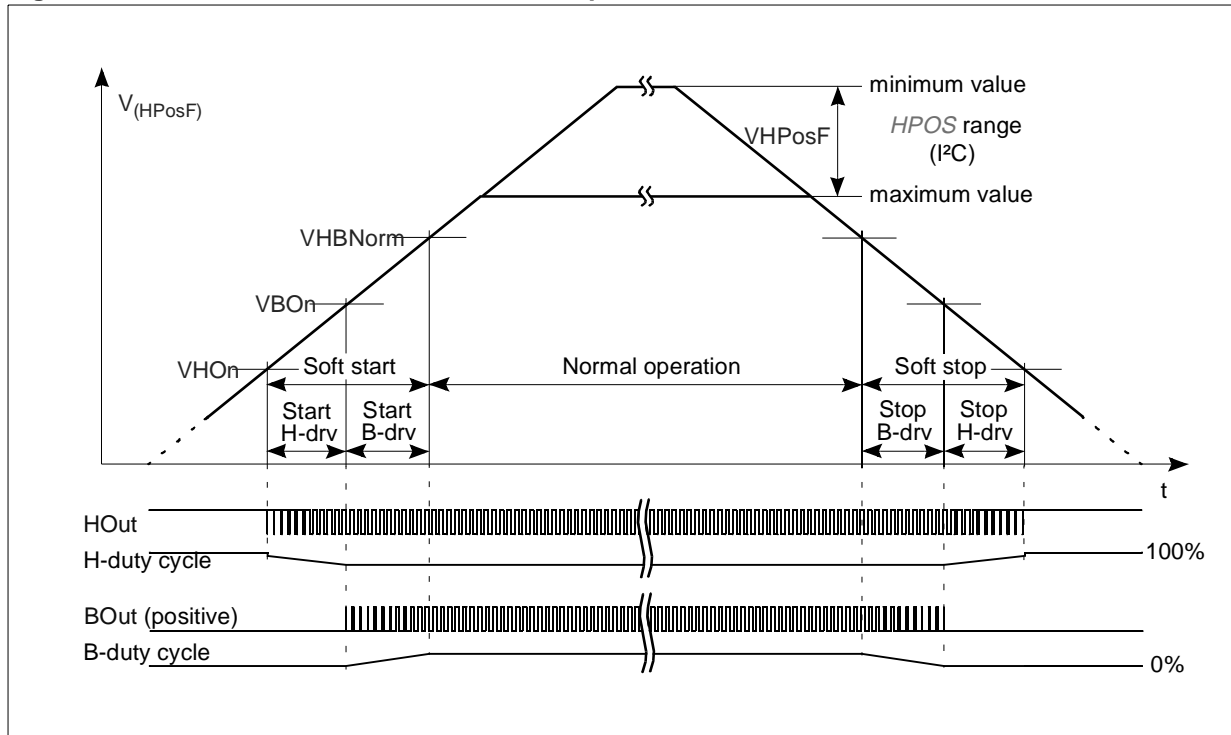 V(HPosF)
minimum value
VHPosF
HPOS range
(I²C)
maximum value
VHBNorm
VBOn
VHOn
Soft start
Normal operation
Soft stop
Start
H-drv
Start
B-drv
Stop
B-drv
Stop
H-drv
t
HOut
H-duty cycle
100%
BOut (positive)
B-duty cycle
0%